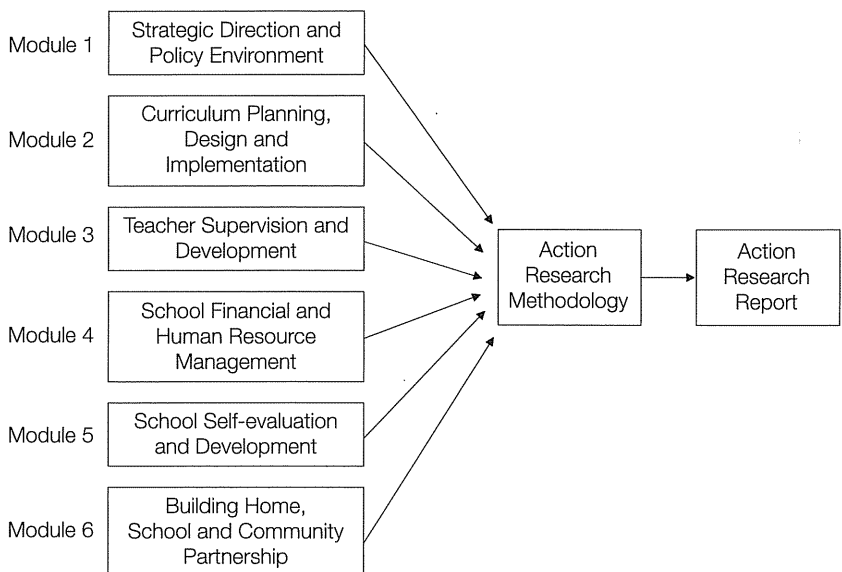 Module 1
Strategic Direction and
Policy Environment
Module 2
Curriculum Planning,
Design and
Implementation
Module 3
Teacher Supervision and
Development
Module 4
School Financial and
Human Resource
Management
Module 5
School Self-evaluation
and Development
Module 6
Building Home,
School and Community
Partnership
Action
Research
Methodology
Action
Research
Report